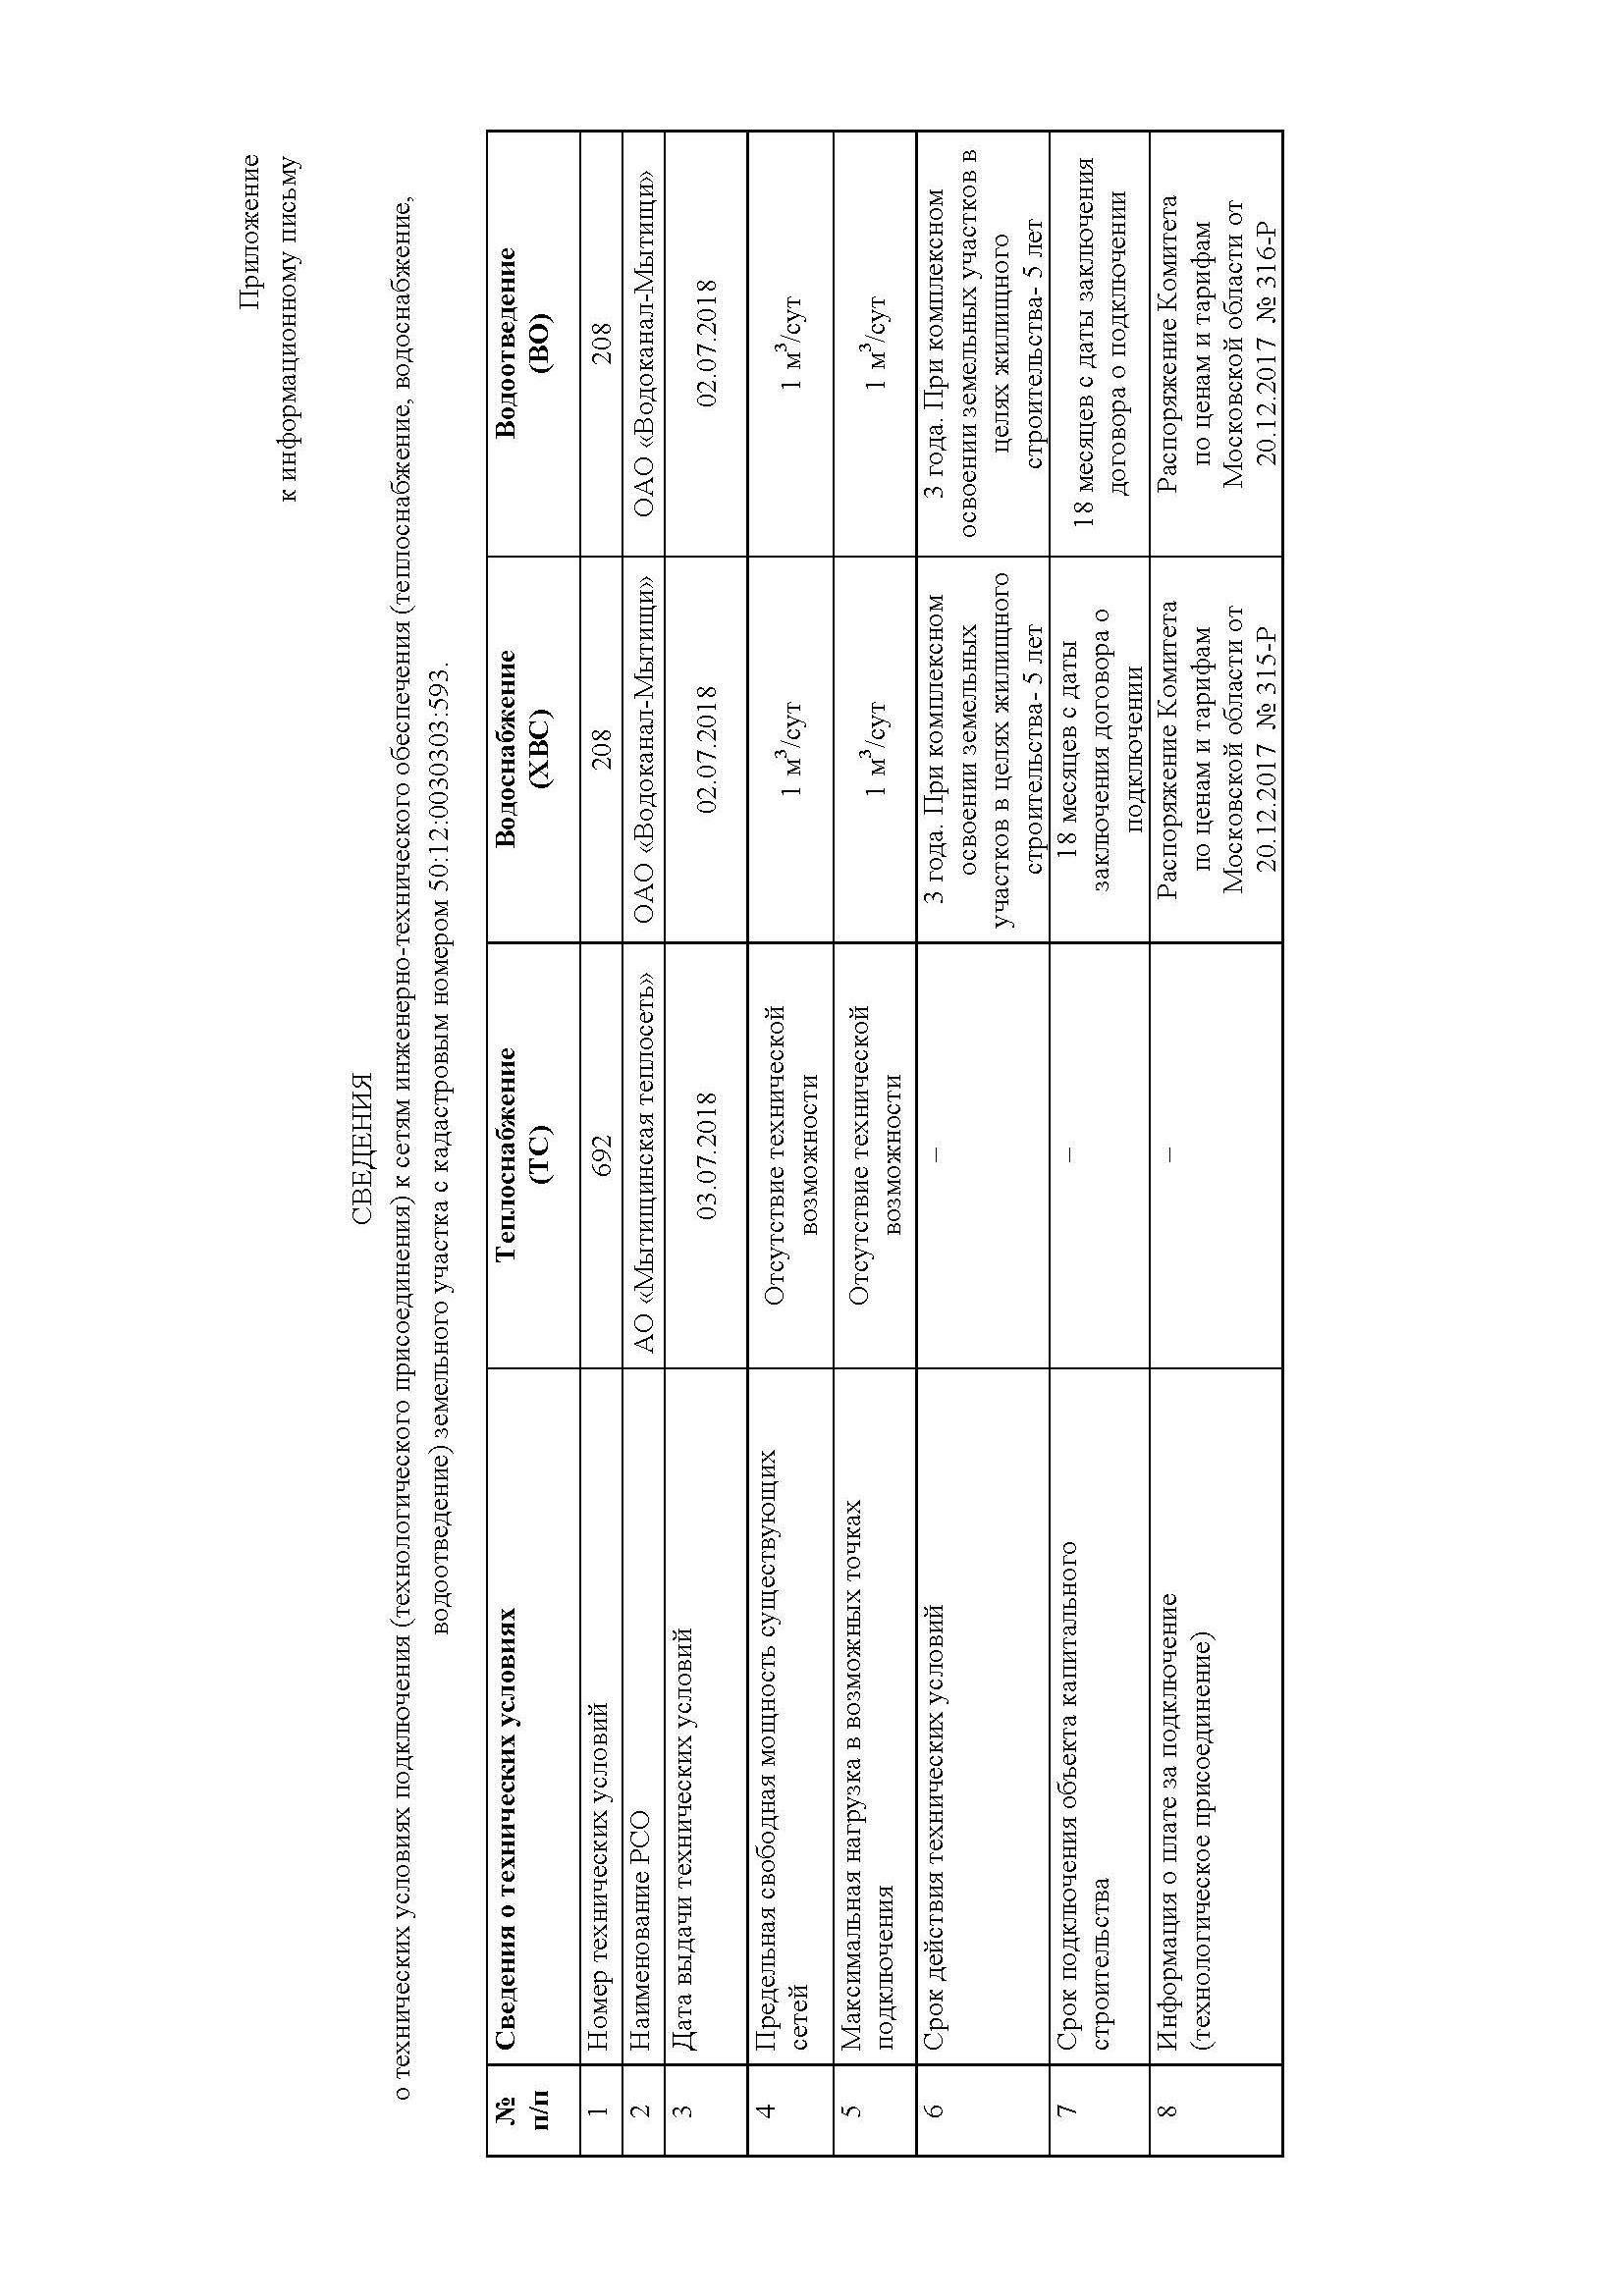 Приложение
к информационному письму
СВЕДЕНИЯ
о технических условиях подключения (технологического присоединения) к сетям инженерно-технического обеспечения (теплоснабжение, водоснабжение,
водоотведение) земельного участка с кадастровым номером 50:12:0030303:593.
№
п/п
Сведения о технических условиях
Теплоснабжение
(ТС)
Водоснабжение
(ХВС)
Водоотведение
(ВО)
1
Номер технических условий
692
208
208
2
Наименование РСО
АО «Мытищинская теплосеть»
ОАО «Водоканал-Мытищи»
ОАО «Водоканал-Мытищи»
3
Дата выдачи технических условий
03.07.2018
02.07.2018
02.07.2018
4
Предельная свободная мощность существующих
сетей
Отсутствие технической
возможности
1 м³/сут
1 м³/сут
5
Максимальная нагрузка в возможных точках
подключения
Отсутствие технической
возможности
1 м³/сут
1 м³/сут
6
Срок действия технических условий
–
3 года. При комплексном
освоении земельных
участков в целях жилищного
строительства- 5 лет
3 года. При комплексном
освоении земельных участков в
целях жилищного
строительства- 5 лет
7
Срок подключения объекта капитального
строительства
–
18 месяцев с даты
заключения договора о
подключении
18 месяцев с даты заключения
договора о подключении
8
Информация о плате за подключение
(технологическое присоединение)
–
Распоряжение Комитета
по ценам и тарифам
Московской области от
20.12.2017 № 315-Р
Распоряжение Комитета
по ценам и тарифам
Московской области от
20.12.2017 № 316-Р